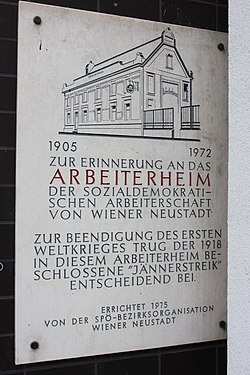 1905 1972
ZUR ERINNERUNG AN DAS
ARBEITERHEIM
DER SOZIALDEMOKRATI-
SCHEN ARBEITERSCHAFT
VON WIENER NEUSTADT
ZUR BEENDIGUNG DES ERSTEN
WELTKRIEGES TRUG DER 1918
IN DIESEM ARBEITERHEIM BE-
SCHLOSSENE "JÄNNERSTREIK"
ENTSCHEIDEND BEI.
ERRICHTET 1975
VON DER SPÖ-BEZIRKSORGANISATION
WIENER NEUSTADT